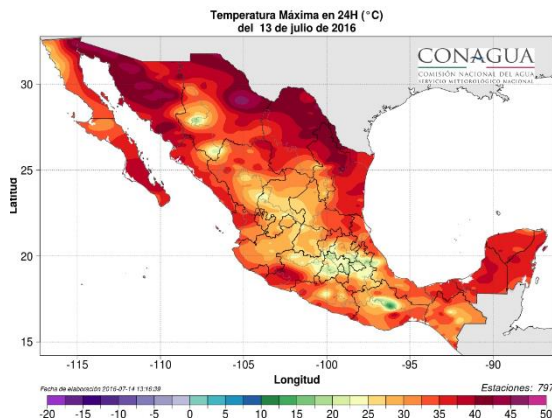 Temperatura Máxima en 24H (°C)
del 13 de julio de 2016
CONAGUA
COMISIÓN NACIONAL DEL AGUA
SERVICIO METEOROLÓGICO NACIONAL
Latitud
30
25
20
15
-115 -110 -105 -100 -95 -90
Longitud
Fecha de elaboración 2016-07-14 13:16:39
Estaciones: 797
-20 -15 -10 -5 0 5 10 15 20 25 30 35 40 45